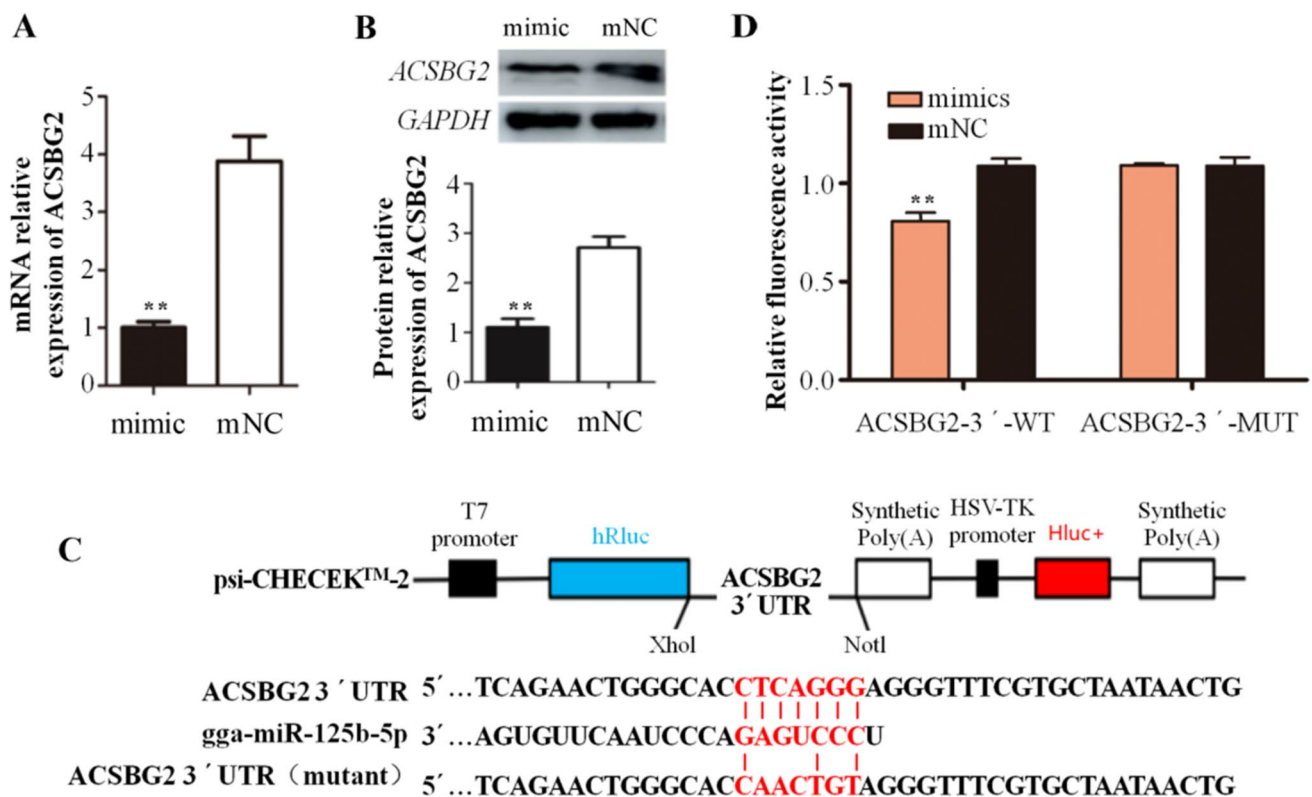 A
mRNA relative
expression of ACSBG2
5
4
3
2
1
0
**
mimic
mNC
B
mimic
mNC
ACSBG2
GAPDH
Protein relative
expression of ACSBG2
4
3
2
1
0
**
mimic
mNC
D
Relative fluorescence activity
1.5
1.0
0.5
0.0
mimics
mNC
**
ACSBG2-3´-WT
ACSBG2-3´-MUT
C
psi-CHECEK™-2
T7
promoter
hRluc
XhoI
ACSBG2
3´UTR
NotI
Synthetic
Poly(A)
HSV-TK
promoter
Hluc+
Synthetic
Poly(A)
ACSBG2 3´UTR 5´…TCAGAACTGGGCACCTCAGGGAGGGTTTCGTGCTAATAACTG
gga-miR-125b-5p 3´…AGUGUUCAAUCCCAGAGUCCCU
ACSBG2 3´UTR（mutant） 5´…TCAGAACTGGGCACCAACTGTAGGGTTTCGTGCTAATAACTG